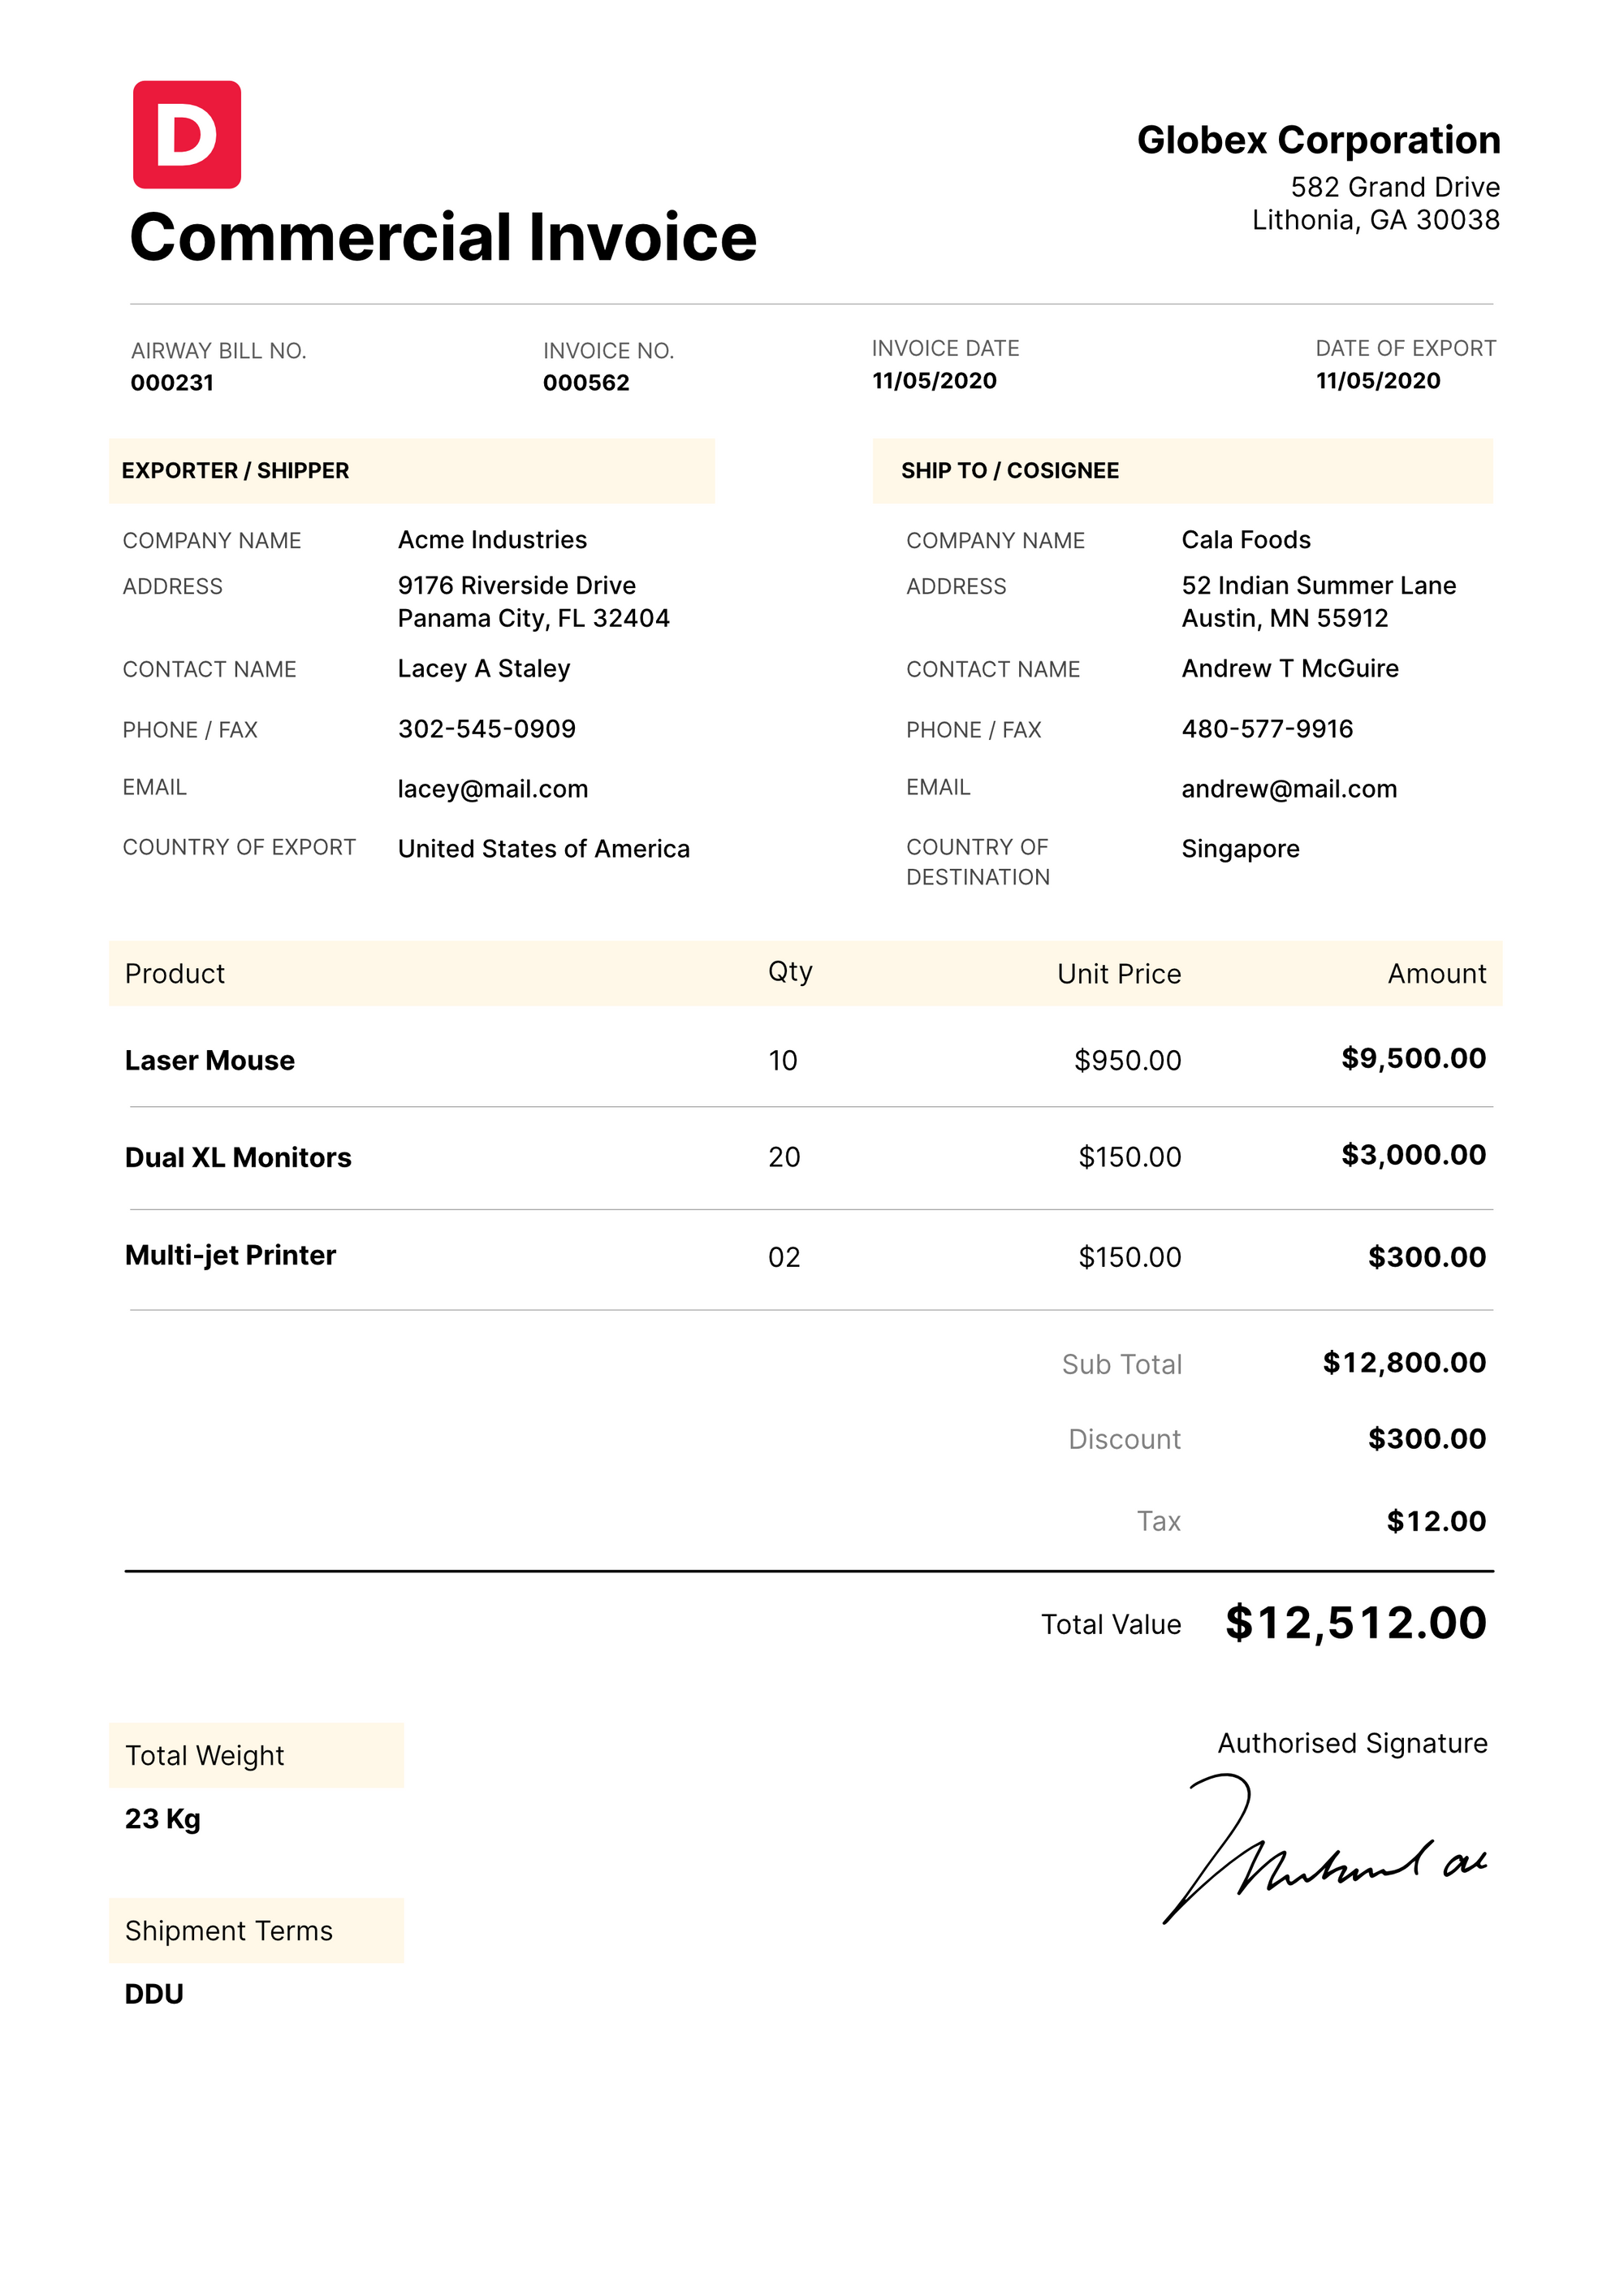 D
Commercial Invoice
Globex Corporation
582 Grand Drive
Lithonia, GA 30038
AIRWAY BILL NO.
000231
INVOICE NO.
000562
INVOICE DATE
11/05/2020
DATE OF EXPORT
11/05/2020
EXPORTER / SHIPPER
COMPANY NAME Acme Industries
ADDRESS 9176 Riverside Drive
Panama City, FL 32404
CONTACT NAME Lacey A Staley
PHONE / FAX 302-545-0909
EMAIL lacey@mail.com
COUNTRY OF EXPORT United States of America
SHIP TO / COSIGNEE
COMPANY NAME Cala Foods
ADDRESS 52 Indian Summer Lane
Austin, MN 55912
CONTACT NAME Andrew T McGuire
PHONE / FAX 480-577-9916
EMAIL andrew@mail.com
COUNTRY OF Singapore
DESTINATION
Product Qty Unit Price Amount
Laser Mouse 10 $950.00 $9,500.00
Dual XL Monitors 20 $150.00 $3,000.00
Multi-jet Printer 02 $150.00 $300.00
Sub Total $12,800.00
Discount $300.00
Tax $12.00
Total Value $12,512.00
Total Weight
23 Kg
Shipment Terms
DDU
Authorised Signature